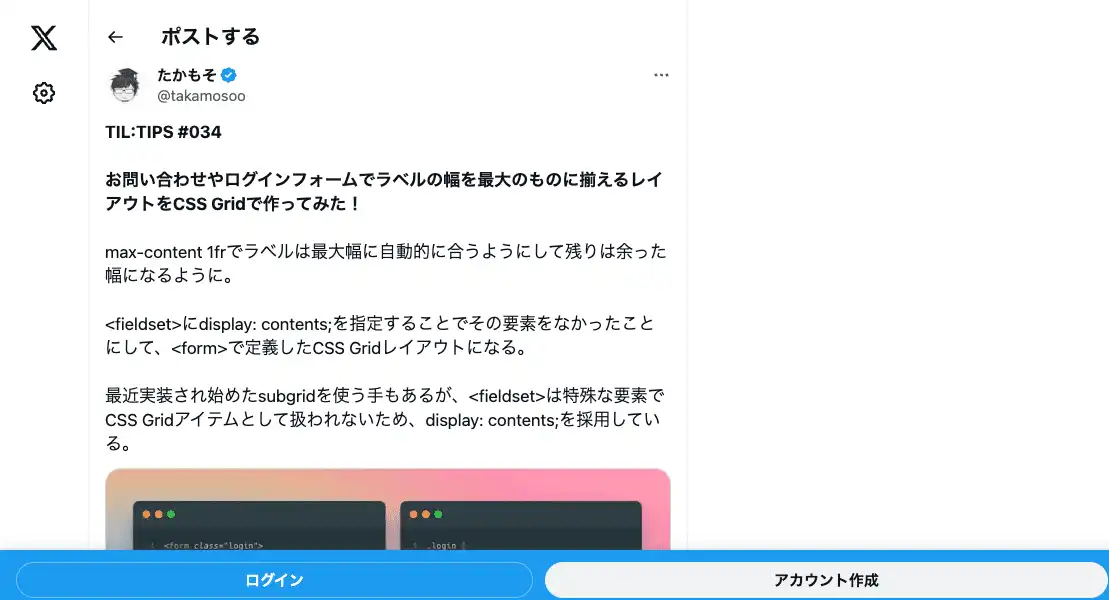 ポストする
たかもそ
@takamosoo
TIL:TIPS #034
お問い合わせやログインフォームでラベルの幅を最大のものに揃えるレイ
アウトをCSS Gridで作ってみた！
max-content 1frでラベルは最大幅に自動的に合うようにして残りは余った
幅になるように。
<fieldset>にdisplay: contents;を指定することでその要素をなかったこと
にして、<form>で定義したCSS Gridレイアウトになる。
最近実装され始めたsubgridを使う手もあるが、<fieldset>は特殊な要素で
CSS Gridアイテムとして扱われないため、display: contents;を採用してい
る。
1 <form class="login">
1 .login {
ログイン
アカウント作成